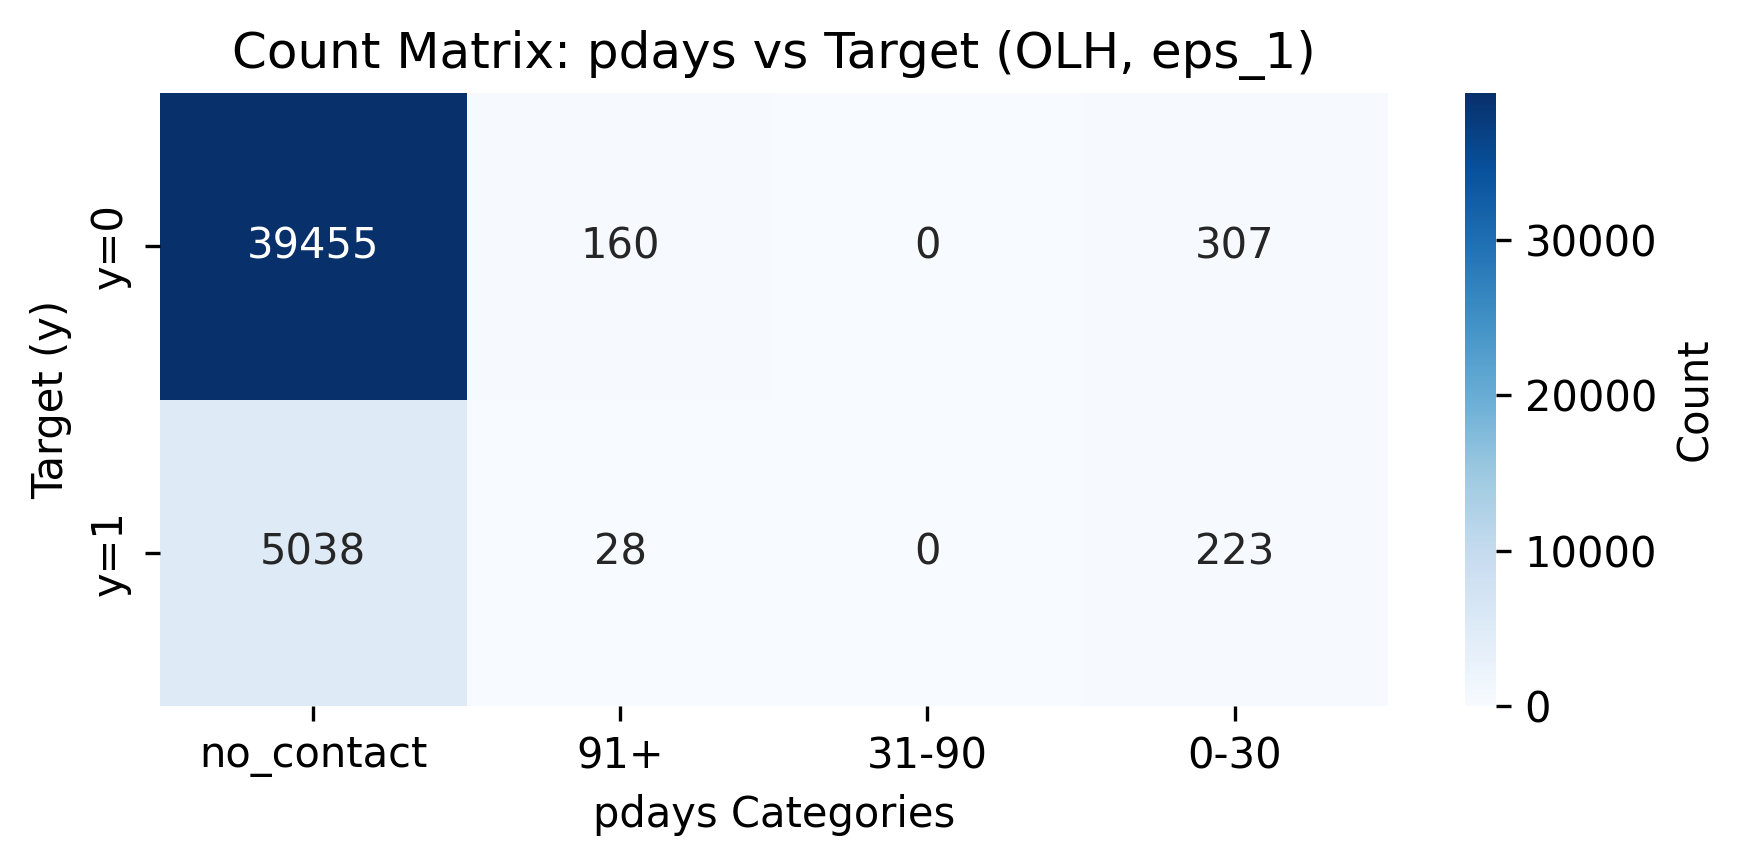 Count Matrix: pdays vs Target (OLH, eps_1)
Target (y)
y=0
39455 160 0 307
y=1
5038 28 0 223
no_contact 91+ 31-90 0-30
pdays Categories
30000
20000
10000
0
Count